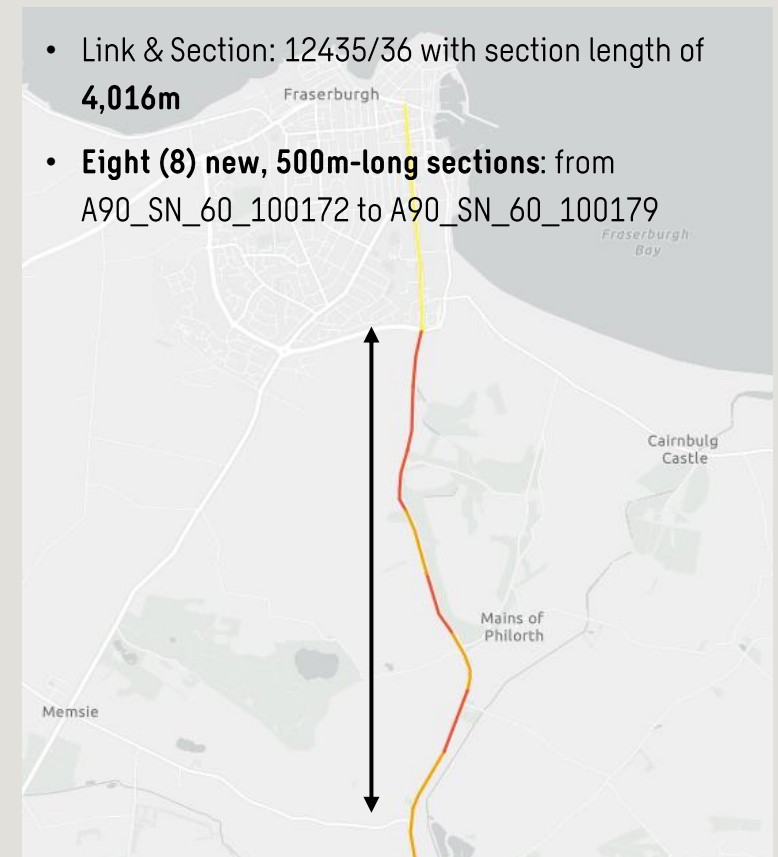 • Link & Section: 12435/36 with section length of
4,016m
Fraserburgh
• Eight (8) new, 500m-long sections: from
A90_SN_60_100172 to A90_SN_60_100179
Fraserburgh
Bay
Cairnbulg
Castle
Mains of
Philorth
Memsie